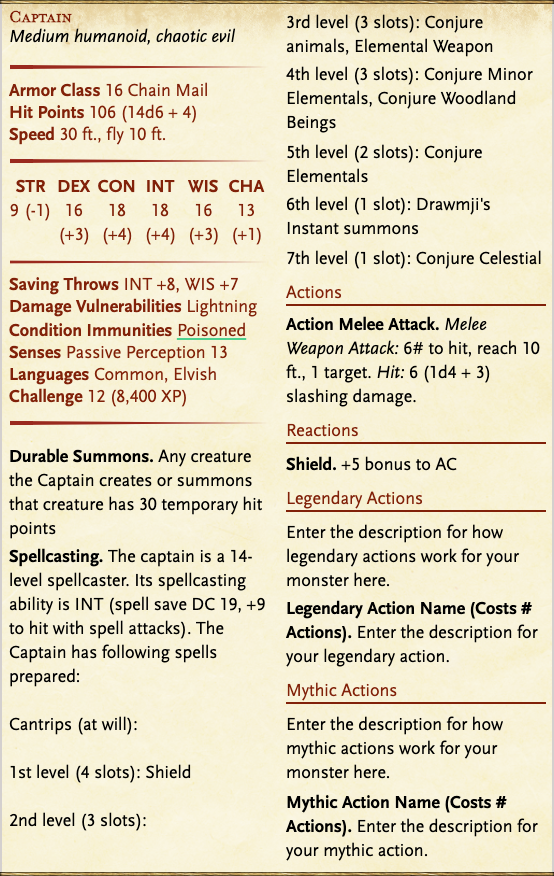 Captain
Medium humanoid, chaotic evil
Armor Class 16 Chain Mail
Hit Points 106 (14d6 + 4)
Speed 30 ft., fly 10 ft.
STR DEX CON INT WIS CHA
9 (-1) 16 18 18 16 13
(+3) (+4) (+4) (+3) (+1)
Saving Throws INT +8, WIS +7
Damage Vulnerabilities Lightning
Condition Immunities Poisoned
Senses Passive Perception 13
Languages Common, Elvish
Challenge 12 (8,400 XP)
Durable Summons. Any creature
the Captain creates or summons
that creature has 30 temporary hit
points
Spellcasting. The captain is a 14-
level spellcaster. Its spellcasting
ability is INT (spell save DC 19, +9
to hit with spell attacks). The
Captain has following spells
prepared:
Cantrips (at will):
1st level (4 slots): Shield
2nd level (3 slots):
3rd level (3 slots): Conjure
animals, Elemental Weapon
4th level (3 slots): Conjure Minor
Elementals, Conjure Woodland
Beings
5th level (2 slots): Conjure
Elementals
6th level (1 slot): Drawmji's
Instant summons
7th level (1 slot): Conjure Celestial
Actions
Action Melee Attack. Melee
Weapon Attack: 6# to hit, reach 10
ft., 1 target. Hit: 6 (1d4 + 3)
slashing damage.
Reactions
Shield. +5 bonus to AC
Legendary Actions
Enter the description for how
legendary actions work for your
monster here.
Legendary Action Name (Costs #
Actions). Enter the description for
your legendary action.
Mythic Actions
Enter the description for how
mythic actions work for your
monster here.
Mythic Action Name (Costs #
Actions). Enter the description for
your mythic action.